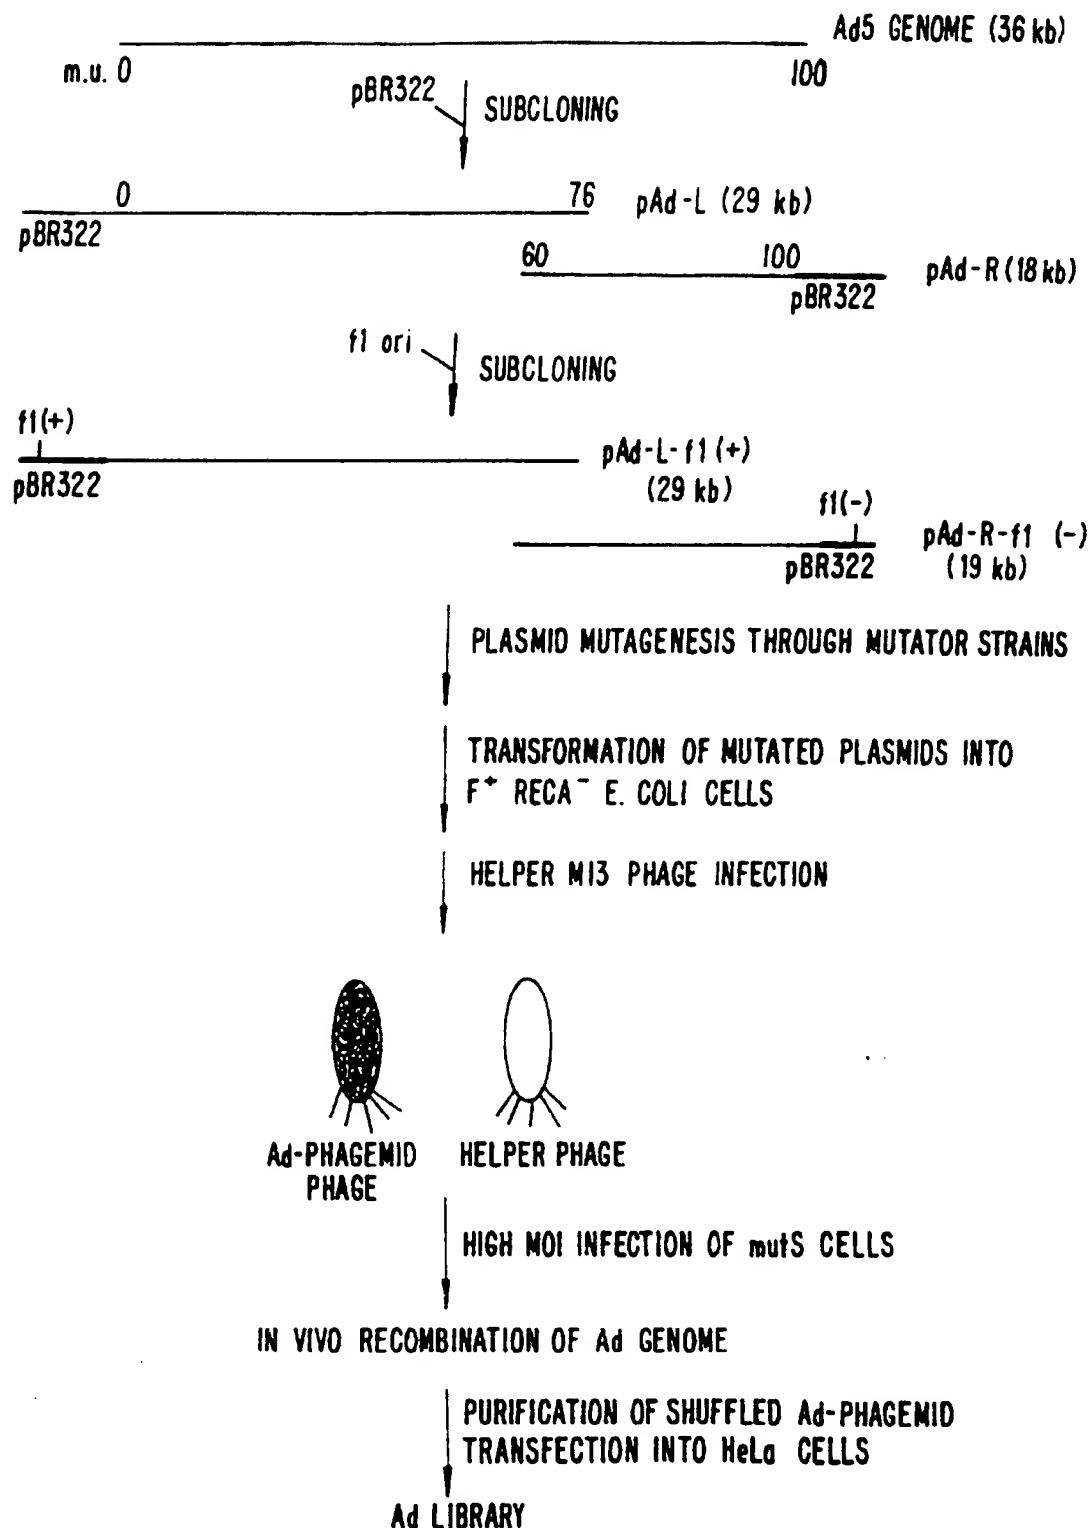 Ad5 GENOME (36 kb)
m.u. 0
100
pBR322
SUBCLONING
0
76
pAd-L (29 kb)
pBR322
60
100
pAd-R (18 kb)
pBR322
f1 ori
SUBCLONING
f1(+)
pBR322
pAd-L-f1 (+)
(29 kb)
f1(-)
pBR322
pAd-R-f1 (-)
(19 kb)
PLASMID MUTAGENESIS THROUGH MUTATOR STRAINS
TRANSFORMATION OF MUTATED PLASMIDS INTO
F+ RECA- E. COLI CELLS
HELPER M13 PHAGE INFECTION
Ad-PHAGEMID
PHAGE
HELPER PHAGE
HIGH MOI INFECTION OF mutS CELLS
IN VIVO RECOMBINATION OF Ad GENOME
PURIFICATION OF SHUFFLED Ad-PHAGEMID
TRANSFECTION INTO HeLa CELLS
Ad LIBRARY